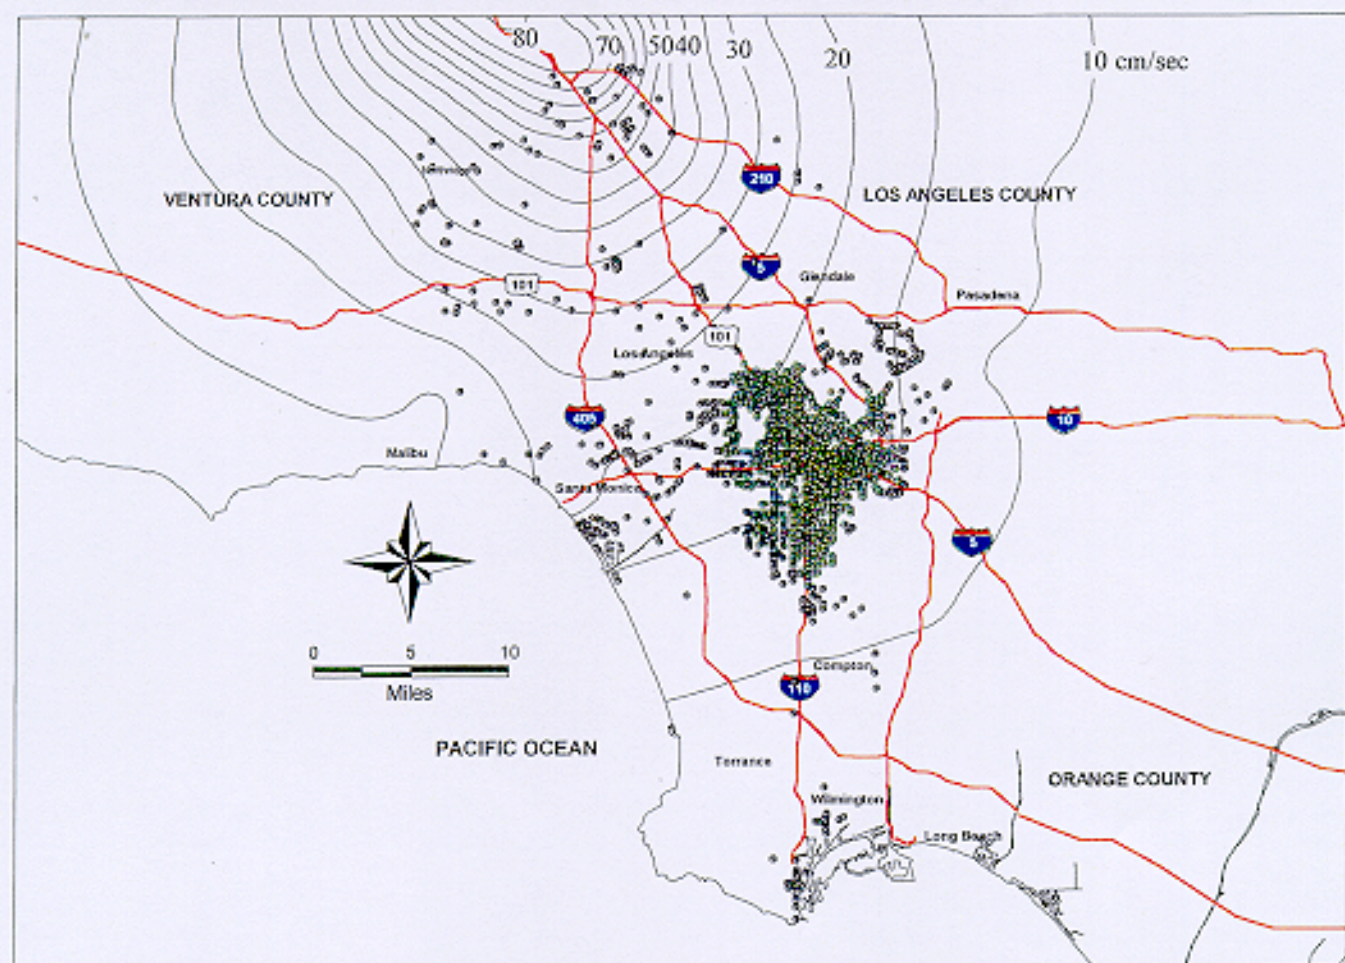 80
70
50
40
30
20
10 cm/sec
VENTURA COUNTY
210
LOS ANGELES COUNTY
5
Glendale
101
Pasadena
101
Los Angeles
405
10
Malibu
Santa Monica
5
0 5 10
Miles
Compton
110
PACIFIC OCEAN
Torrance
ORANGE COUNTY
Wilmington
Long Beach